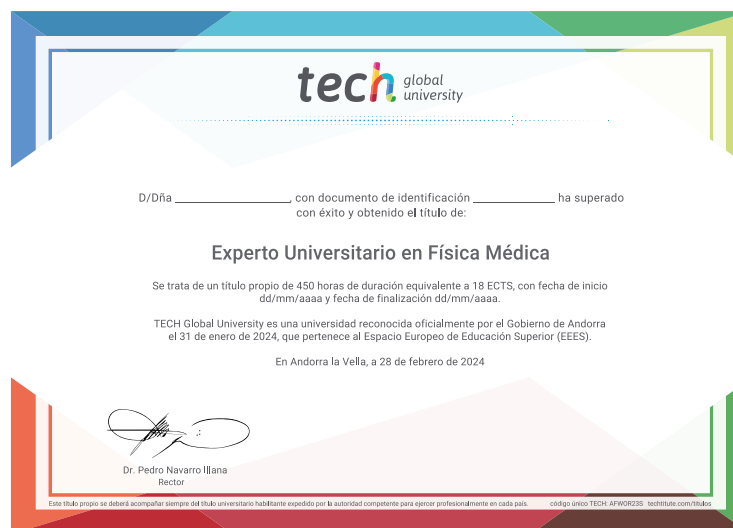 tech global university
D/Dña ______________, con documento de identificación __________ ha superado
con éxito y obtenido el título de:
Experto Universitario en Física Médica
Se trata de un título propio de 450 horas de duración equivalente a 18 ECTS, con fecha de inicio
dd/mm/aaaa y fecha de finalización dd/mm/aaaa.
TECH Global University es una universidad reconocida oficialmente por el Gobierno de Andorra
el 31 de enero de 2024, que pertenece al Espacio Europeo de Educación Superior (EEES).
En Andorra la Vella, a 28 de febrero de 2024
Dr. Pedro Navarro Illana
Rector
Este título propio se deberá acompañar siempre del título universitario habilitante expedido por la autoridad competente para ejercer profesionalmente en cada país. código único TECH: AFWOR23S techtitute.com/titulos